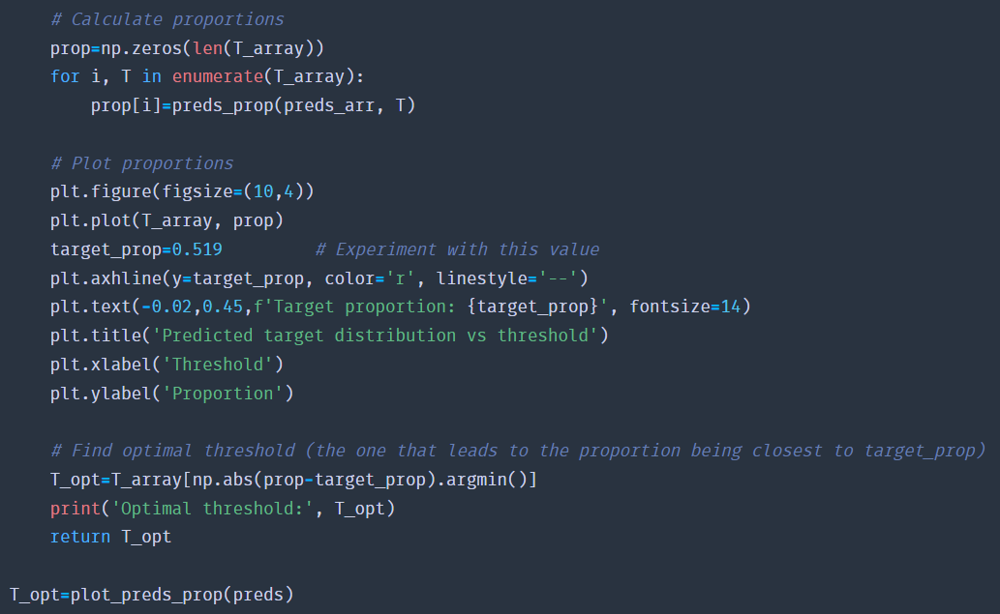 # Calculate proportions
prop=np.zeros(len(T_array))
for i, T in enumerate(T_array):
    prop[i]=preds_prop(preds_arr, T)
# Plot proportions
plt.figure(figsize=(10,4))
plt.plot(T_array, prop)
target_prop=0.519         # Experiment with this value
plt.axhline(y=target_prop, color='r', linestyle='--')
plt.text(-0.02,0.45,f'Target proportion: {target_prop}', fontsize=14)
plt.title('Predicted target distribution vs threshold')
plt.xlabel('Threshold')
plt.ylabel('Proportion')
# Find optimal threshold (the one that leads to the proportion being closest to target_prop)
T_opt=T_array[np.abs(prop-target_prop).argmin()]
print('Optimal threshold:', T_opt)
return T_opt
T_opt=plot_preds_prop(preds)